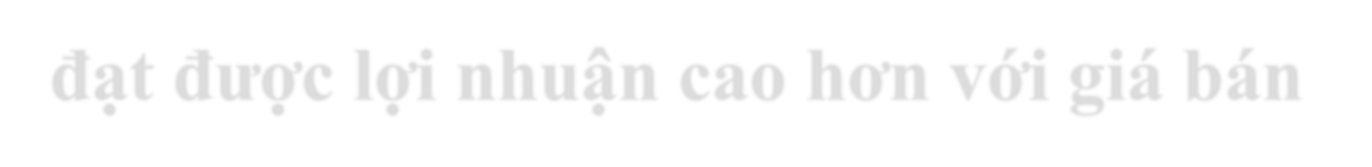 đạt được lợi nhuận cao hơn với giá bán